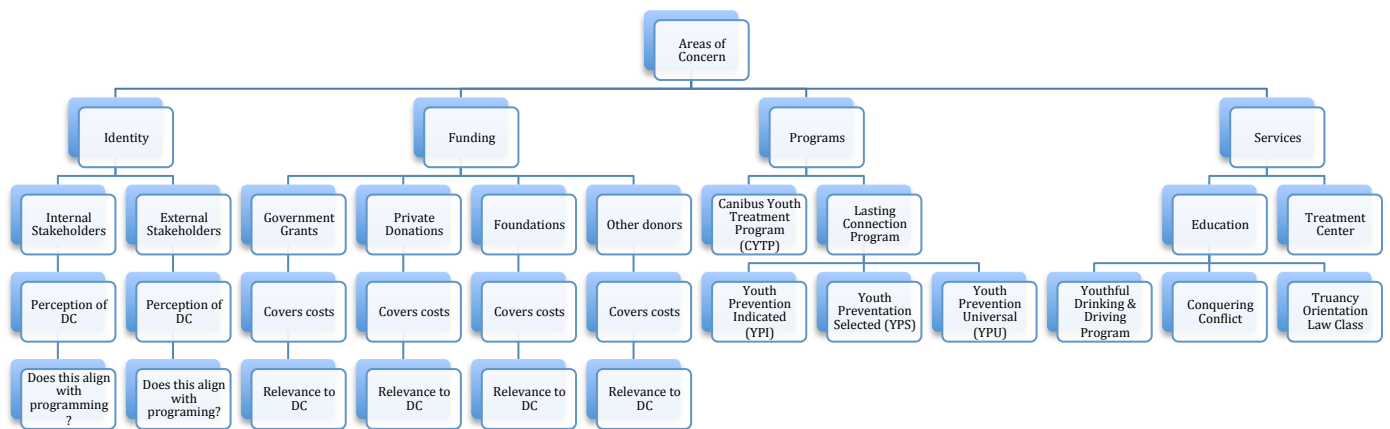 Areas of
Concern
Identity
Funding
Programs
Services
Internal
Stakeholders
External
Stakeholders
Government
Grants
Private
Donations
Foundations
Other donors
Canibus Youth
Treatment
Program
(CYTP)
Lasting
Connection
Program
Education
Treatment
Center
Perception of
DC
Perception of
DC
Covers costs
Covers costs
Covers costs
Covers costs
Youth
Prevention
Indicated
(YPI)
Youth
Preventation
Selected (YPS)
Youth
Prevention
Universal
(YPU)
Youthful
Drinking &
Driving
Program
Conquering
Conflict
Truancy
Orientation
Law Class
Does this align
with
programming
?
Does this align
with
programing?
Relevance to
DC
Relevance to
DC
Relevance to
DC
Relevance to
DC